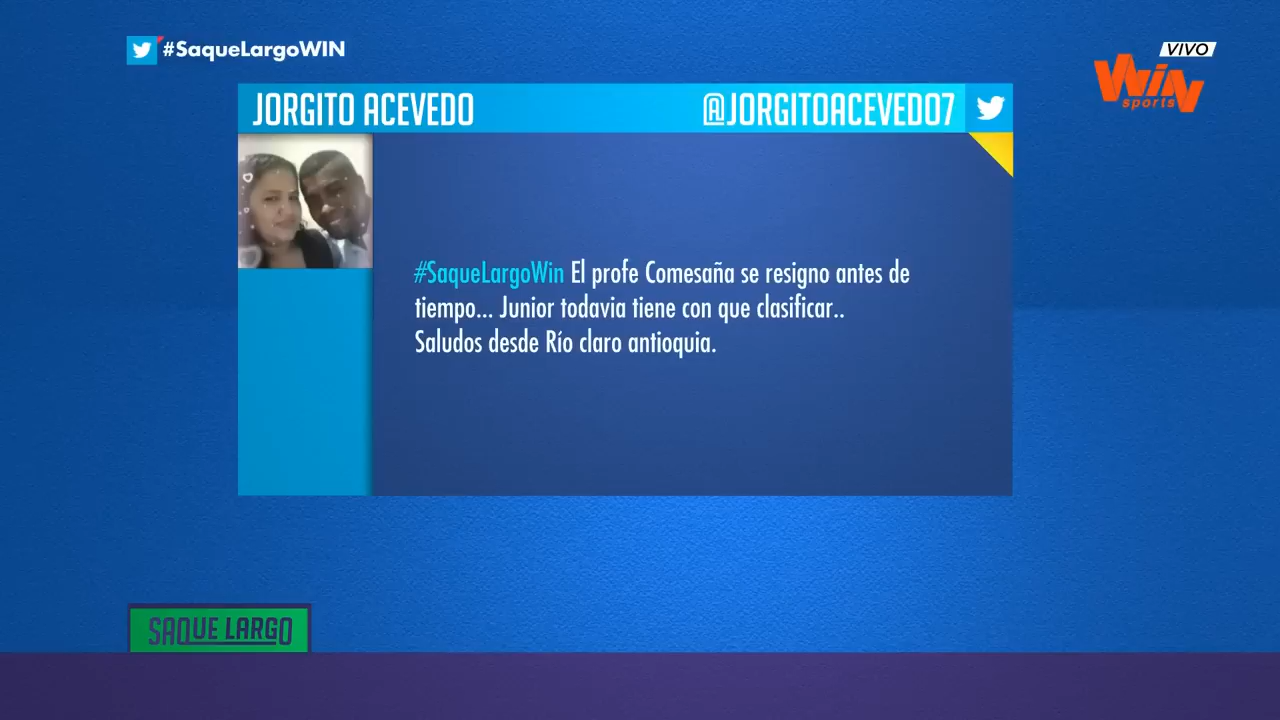 #SaqueLargoWIN
VIVO
WIN
sports
JORGITO ACEVEDO
@JORGITOACEVEDO7
#SaqueLargoWin El profe Comesaña se resigno antes de
tiempo... Junior todavia tiene con que clasificar..
Saludos desde Río claro antioquia.
SAQUE LARGO